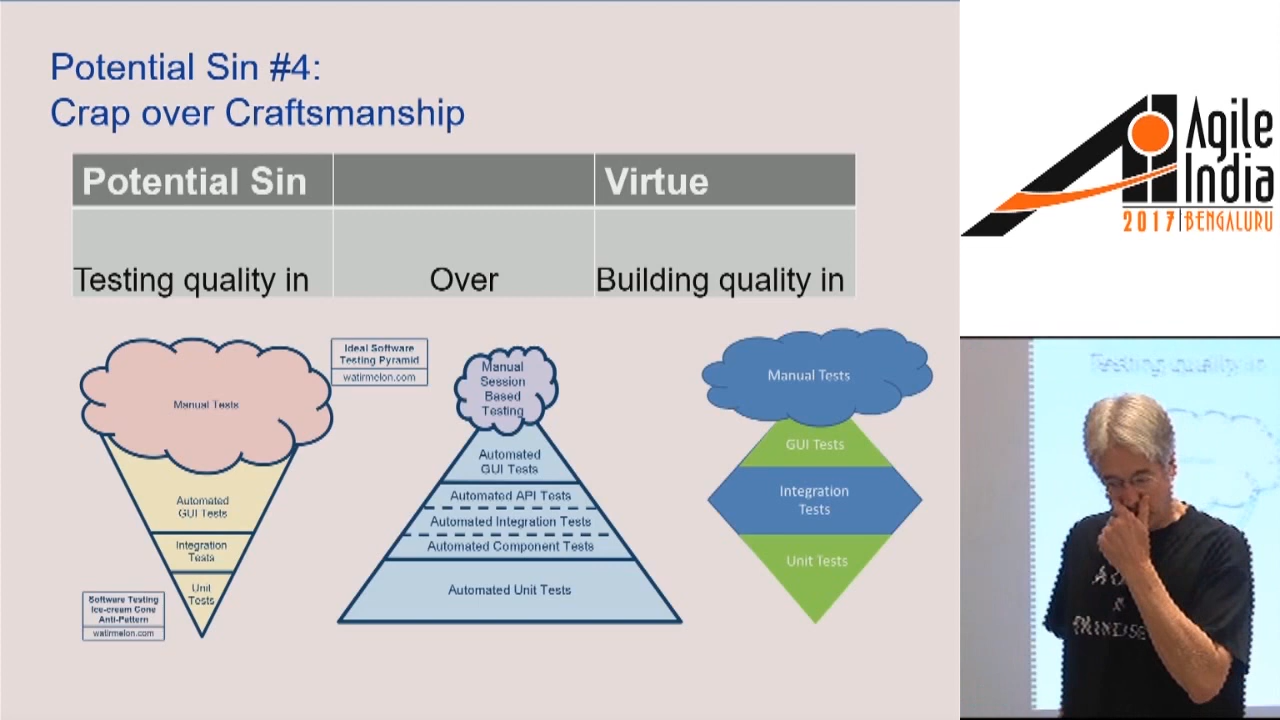 Potential Sin #4:
Crap over Craftsmanship
Potential Sin
Virtue
Testing quality in
Over
Building quality in
Manual Tests
Automated
GUI Tests
Integration
Tests
Unit
Tests
Software Testing
Ice-cream Cone
Anti-Pattern
watirmelon.com
Ideal Software
Testing Pyramid
watirmelon.com
Manual
Session
Based
Testing
Automated
GUI Tests
Automated API Tests
Automated Integration Tests
Automated Component Tests
Automated Unit Tests
Manual Tests
GUI Tests
Integration
Tests
Unit Tests
Agile
India
2017 | BENGALURU
Testing quality in